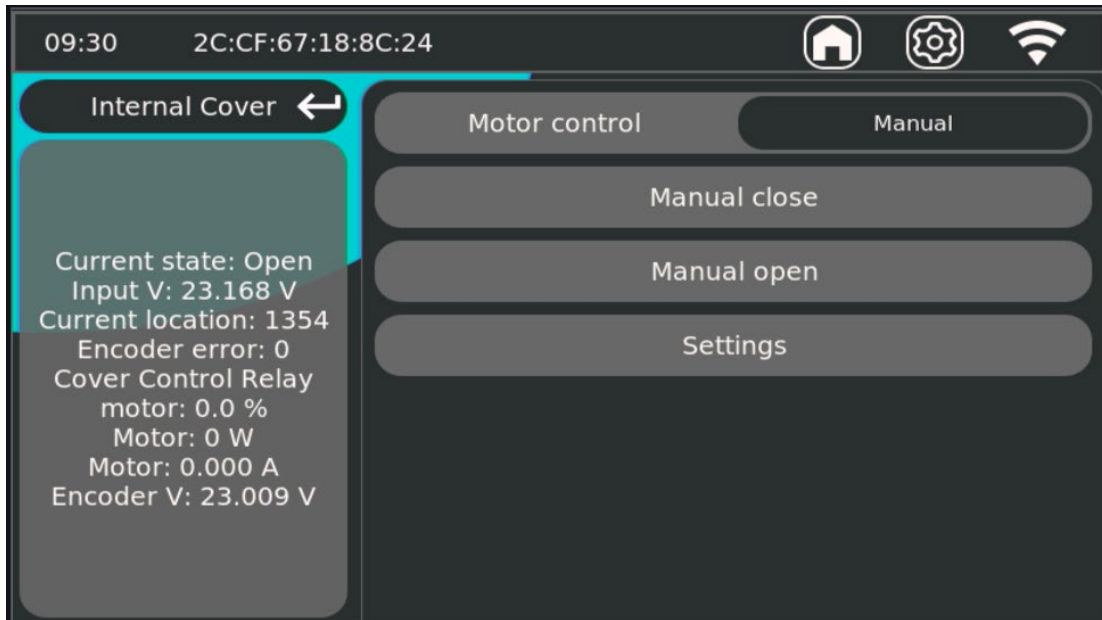 09:30 2C:CF:67:18:8C:24
Internal Cover
Current state: Open
Input V: 23.168 V
Current location: 1354
Encoder error: 0
Cover Control Relay
motor: 0.0 %
Motor: 0 W
Motor: 0.000 A
Encoder V: 23.009 V
Motor control Manual
Manual close
Manual open
Settings